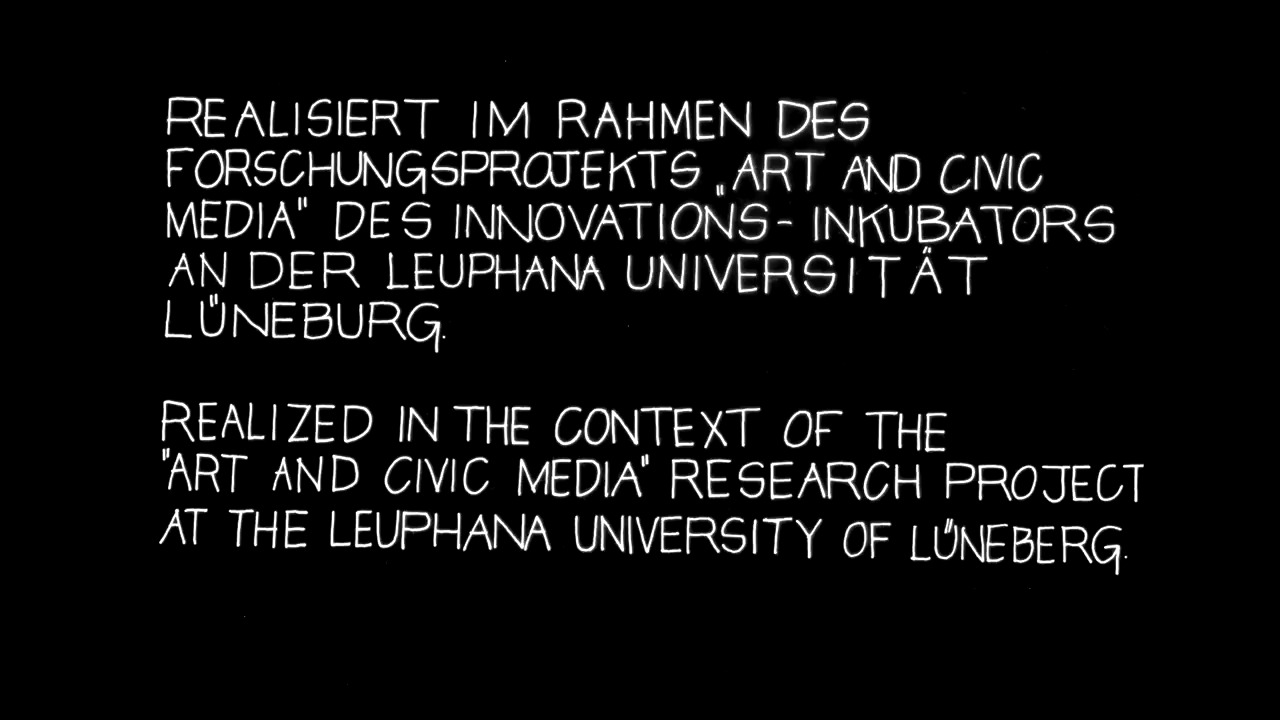 REALISIERT IM RAHMEN DES
FORSCHUNGSPROJEKTS „ART AND CIVIC
MEDIA" DES INNOVATIONS-INKUBATORS
AN DER LEUPHANA UNIVERSITÄT
LÜNEBURG.
REALIZED IN THE CONTEXT OF THE
"ART AND CIVIC MEDIA" RESEARCH PROJECT
AT THE LEUPHANA UNIVERSITY OF LÜNEBERG.